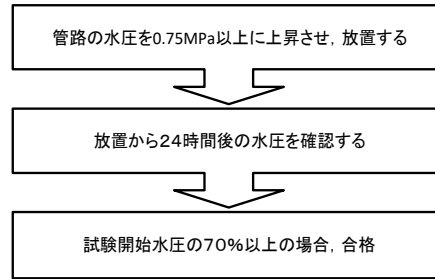 管路の水圧を0.75MPa以上に上昇させ，放置する
放置から２４時間後の水圧を確認する
試験開始水圧の７０％以上の場合，合格